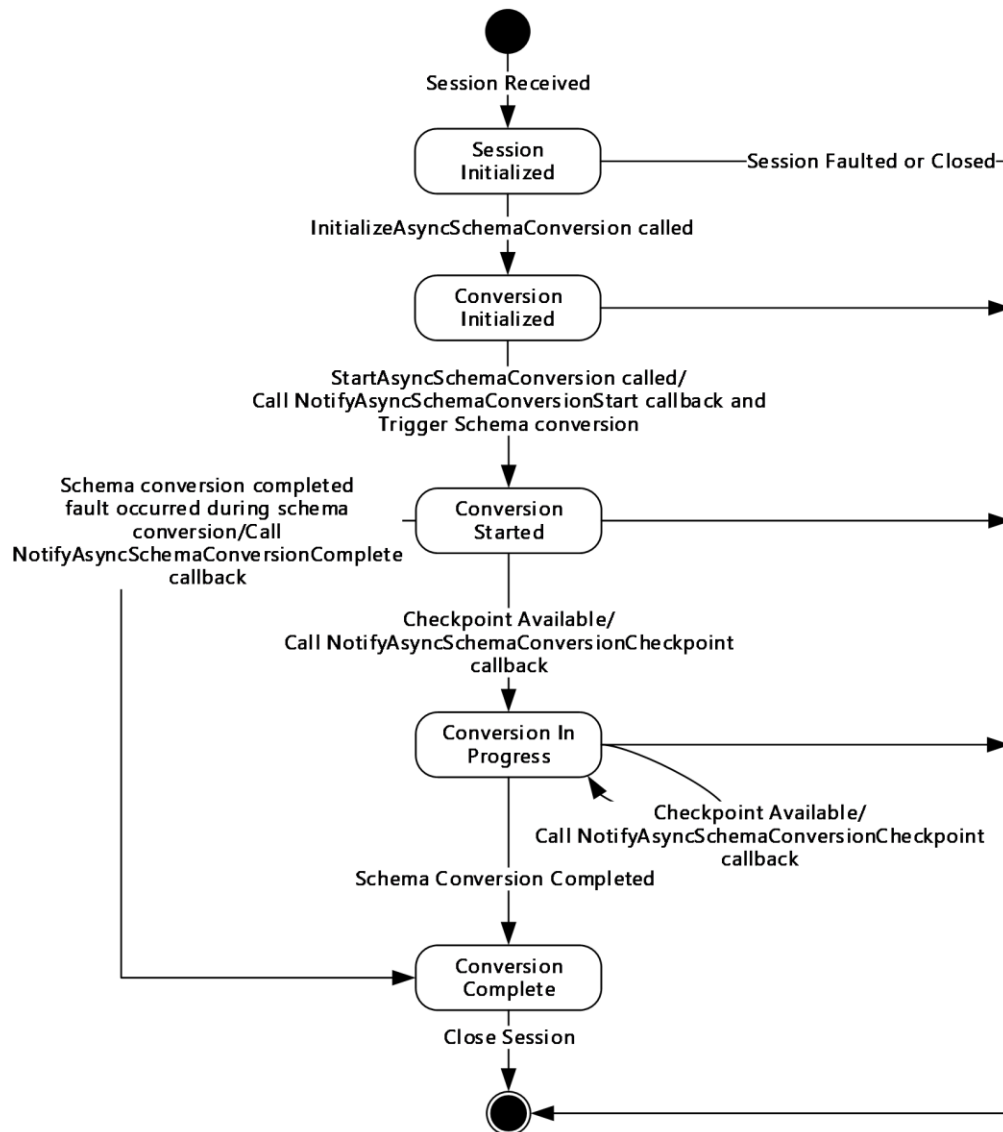 Session Received
Session
Initialized
Session Faulted or Closed
InitializeAsyncSchemaConversion called
Conversion
Initialized
StartAsyncSchemaConversion called/
Call NotifyAsyncSchemaConversionStart callback and
Trigger Schema conversion
Schema conversion completed
fault occurred during schema
conversion/Call
NotifyAsyncSchemaConversionComplete
callback
Conversion
Started
Checkpoint Available/
Call NotifyAsyncSchemaConversionCheckpoint
callback
Conversion In
Progress
Checkpoint Available/
Call NotifyAsyncSchemaConversionCheckpoint
callback
Schema Conversion Completed
Conversion
Complete
Close Session